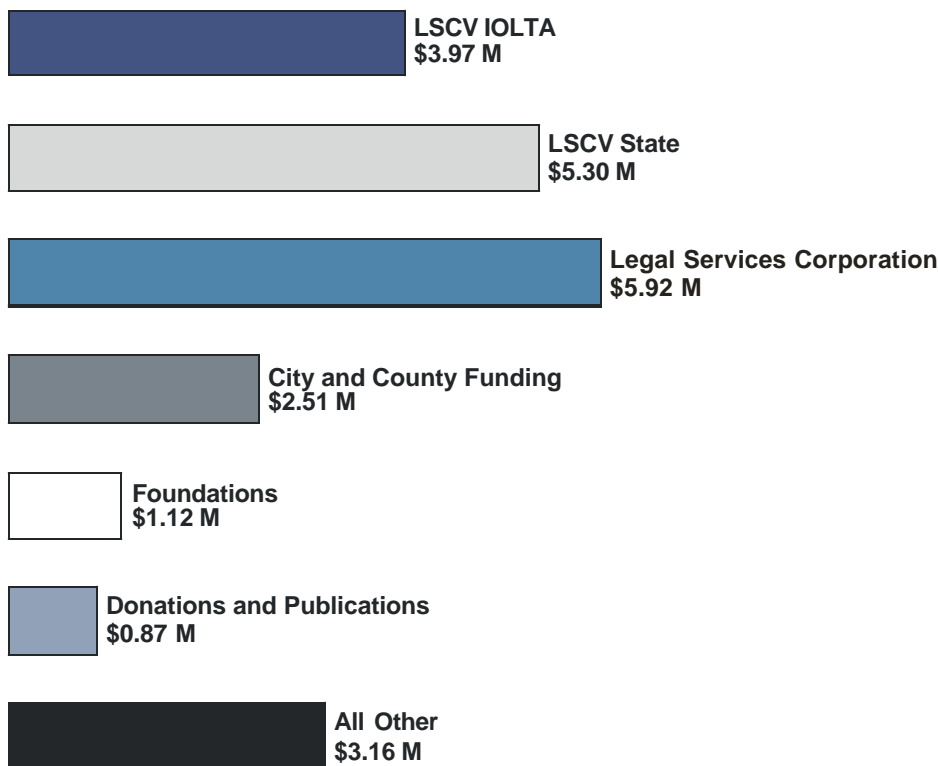 LSCV IOLTA
$3.97 M
LSCV State
$5.30 M
Legal Services Corporation
$5.92 M
City and County Funding
$2.51 M
Foundations
$1.12 M
Donations and Publications
$0.87 M
All Other
$3.16 M